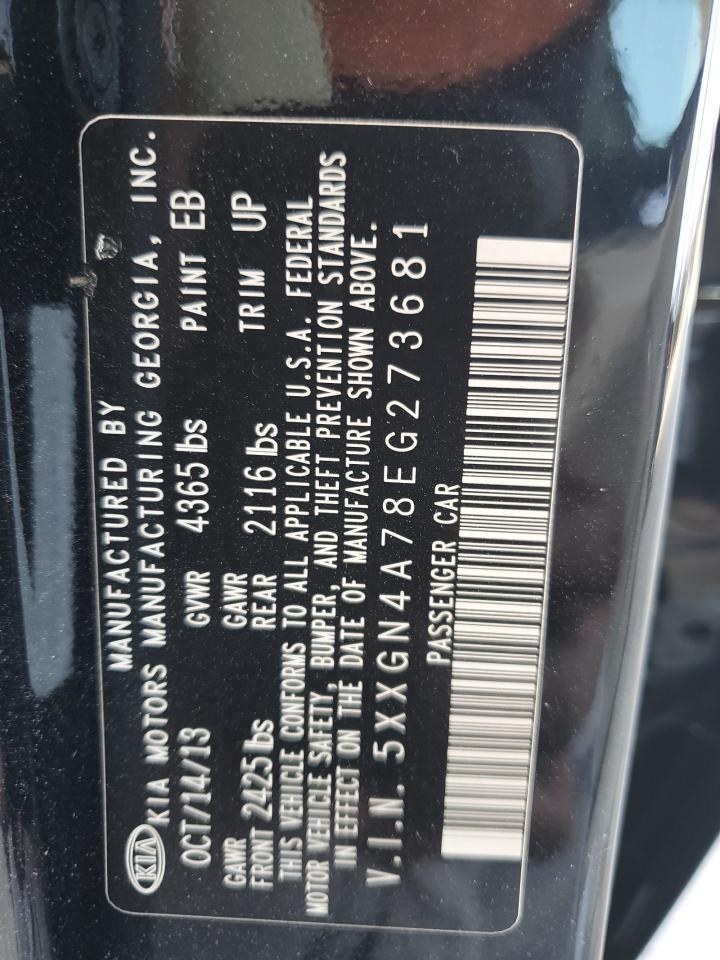 MANUFACTURED BY
KIA KIA MOTORS MANUFACTURING GEORGIA, INC.
OCT/14/13 GVWR 4365 lbs PAINT EB
GAWR FRONT 2425 lbs GAWR REAR 2116 lbs TRIM UP
THIS VEHICLE CONFORMS TO ALL APPLICABLE U.S.A. FEDERAL
MOTOR VEHICLE SAFETY, BUMPER, AND THEFT PREVENTION STANDARDS
IN EFFECT ON THE DATE OF MANUFACTURE SHOWN ABOVE.
V.I.N. 5XXGN4A78EG273681
PASSENGER CAR